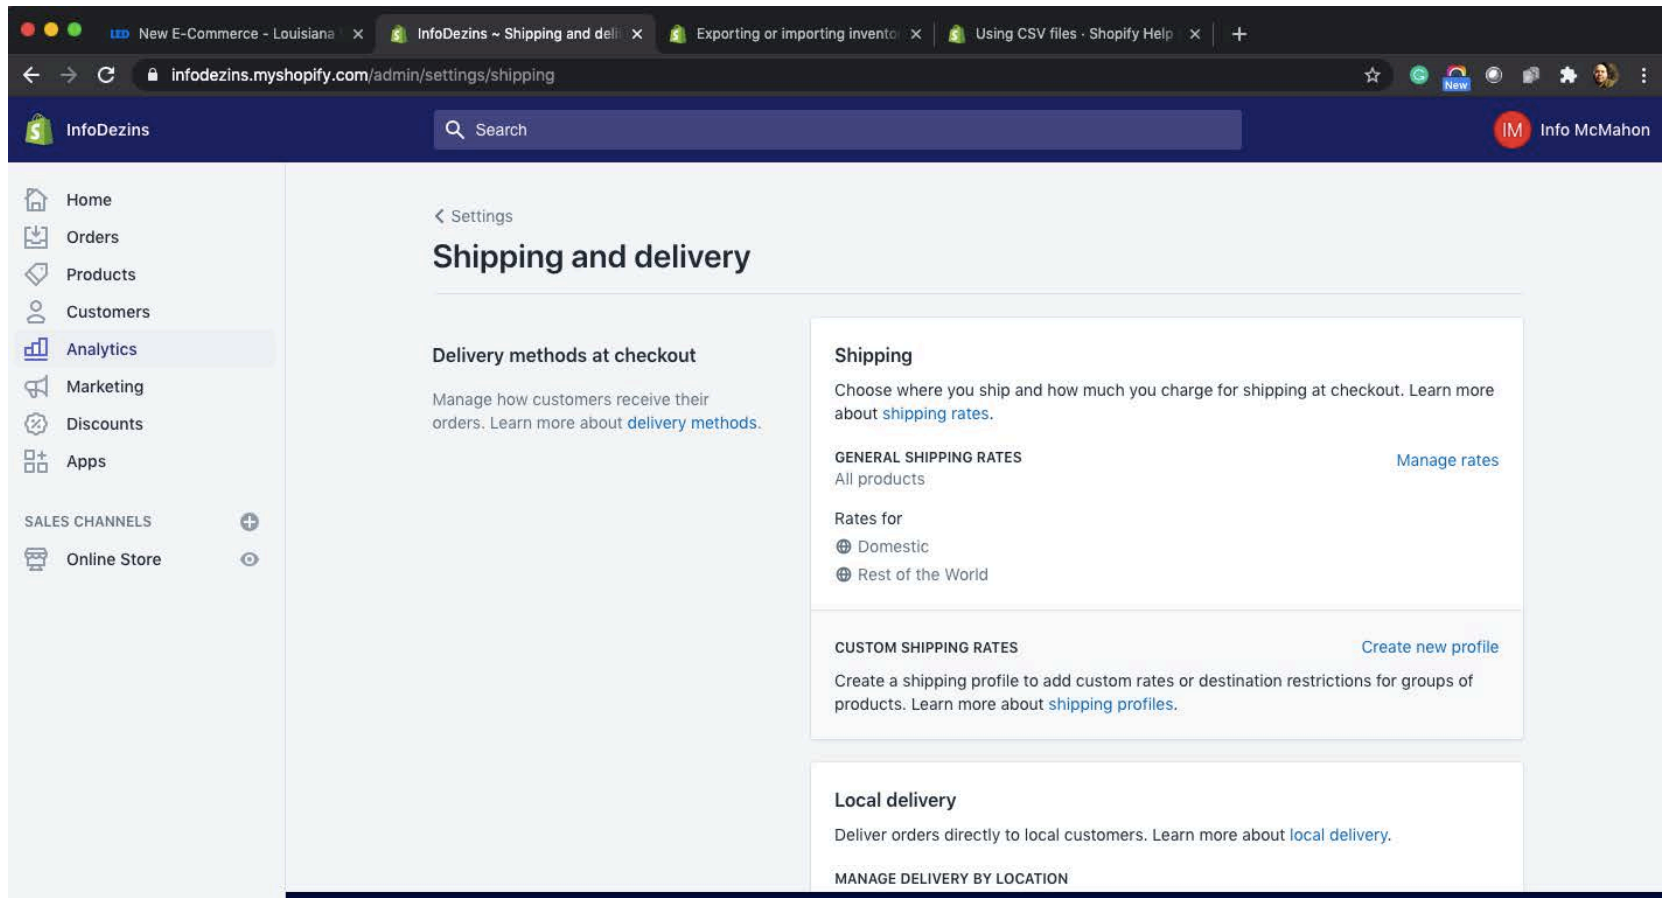 LED New E-Commerce - Louisiana
InfoDezins ~ Shipping and deli
Exporting or importing invento
Using CSV files · Shopify Help
infodezins.myshopify.com/admin/settings/shipping
New
InfoDezins
Search
IM Info McMahon
Home
Orders
Products
Customers
Analytics
Marketing
Discounts
Apps
SALES CHANNELS
Online Store
Settings
Shipping and delivery
Delivery methods at checkout
Manage how customers receive their
orders. Learn more about delivery methods.
Shipping
Choose where you ship and how much you charge for shipping at checkout. Learn more
about shipping rates.
GENERAL SHIPPING RATES Manage rates
All products
Rates for
Domestic
Rest of the World
CUSTOM SHIPPING RATES Create new profile
Create a shipping profile to add custom rates or destination restrictions for groups of
products. Learn more about shipping profiles.
Local delivery
Deliver orders directly to local customers. Learn more about local delivery.
MANAGE DELIVERY BY LOCATION